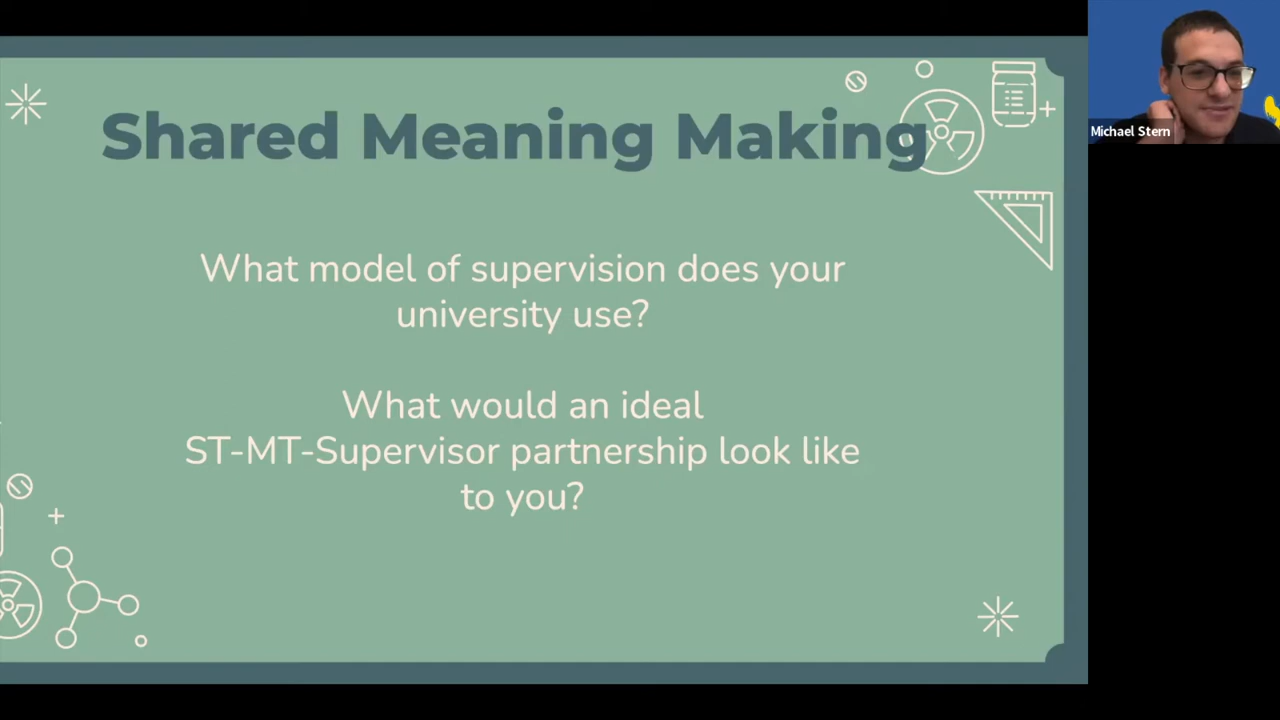 Shared Meaning Making
What model of supervision does your
university use?
What would an ideal
ST-MT-Supervisor partnership look like
to you?
Michael Stern